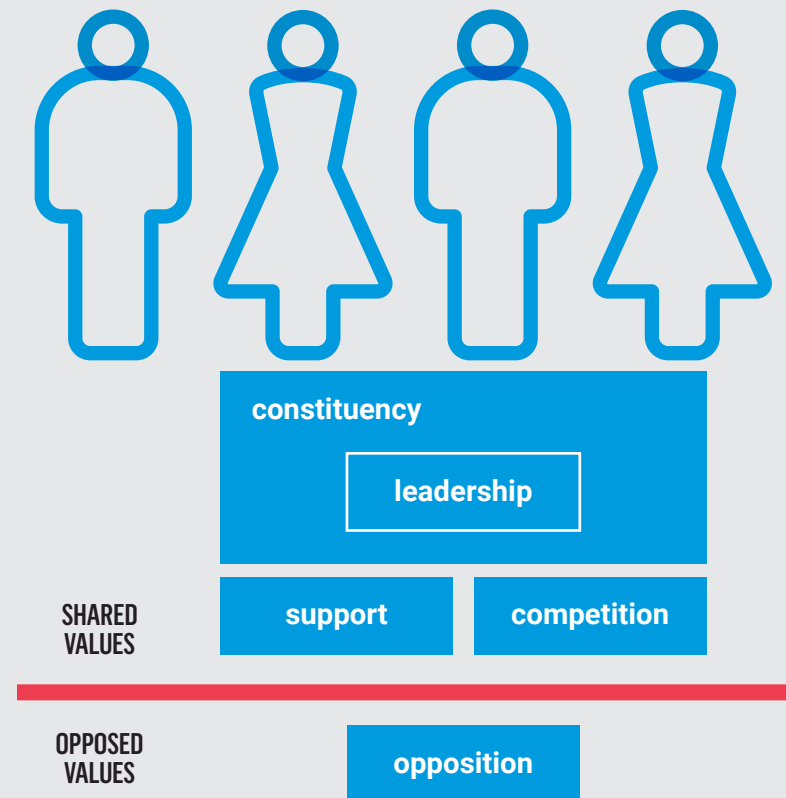 constituency
leadership
SHARED
VALUES
support
competition
OPPOSED
VALUES
opposition